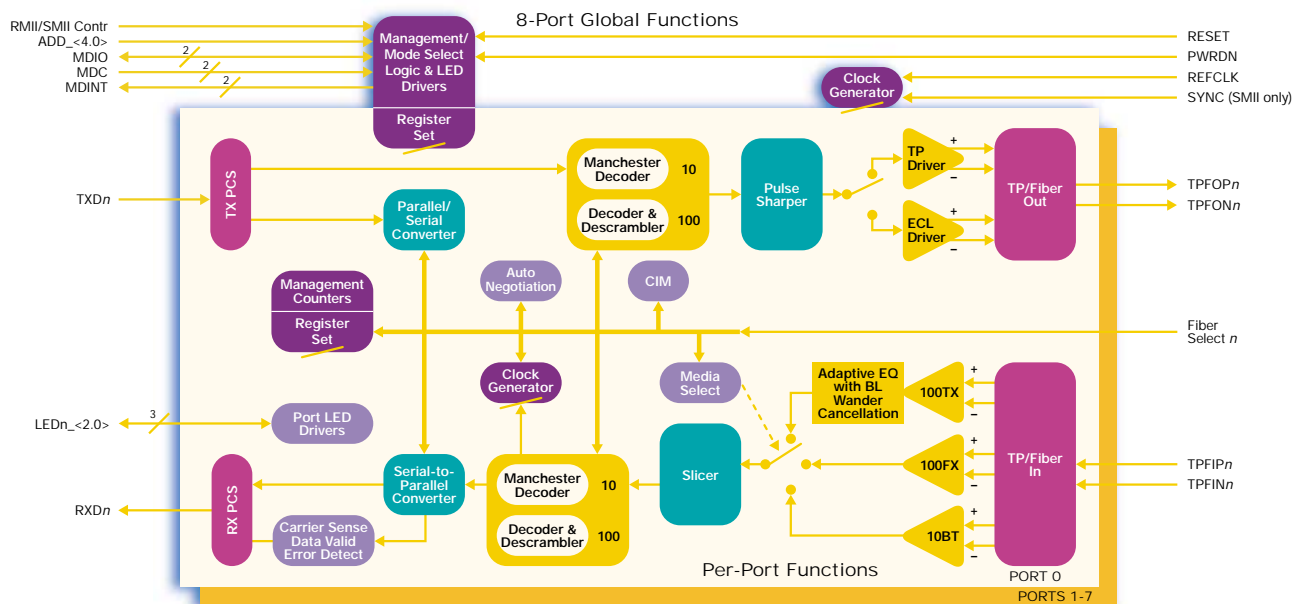 8-Port Global Functions
RMII/SMII Contr
ADD_<4.0>
MDIO
MDC
MDINT
2
2
2
Management/
Mode Select
Logic & LED
Drivers
Register
Set
RESET
PWRDN
REFCLK
SYNC (SMII only)
Clock
Generator
TXDn
TX PCS
Parallel/
Serial
Converter
Manchester
Decoder
10
Decoder &
Descrambler
100
Pulse
Sharper
TP
Driver
+
−
ECL
Driver
+
−
TP/Fiber
Out
TPFOPn
TPFONn
Management
Counters
Register
Set
Auto
Negotiation
CIM
Fiber
Select n
Clock
Generator
Media
Select
Adaptive EQ
with BL
Wander
Cancellation
100TX
+
−
100FX
+
−
10BT
+
−
TP/Fiber
In
TPFIPn
TPFINn
LEDn_<2.0>
3
Port LED
Drivers
RXDn
RX PCS
Serial-to-
Parallel
Converter
Carrier Sense
Data Valid
Error Detect
Manchester
Decoder
10
Decoder &
Descrambler
100
Slicer
Per-Port Functions
PORT 0
PORTS 1-7